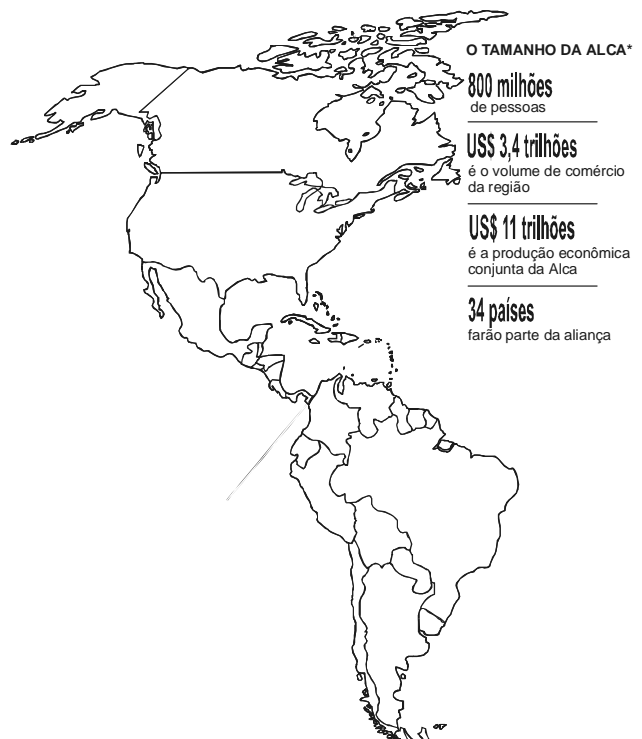 O TAMANHO DA ALCA*
800 milhões
de pessoas
US$ 3,4 trilhões
é o volume de comércio
da região
US$ 11 trilhões
é a produção econômica
conjunta da Alca
34 países
farão parte da aliança